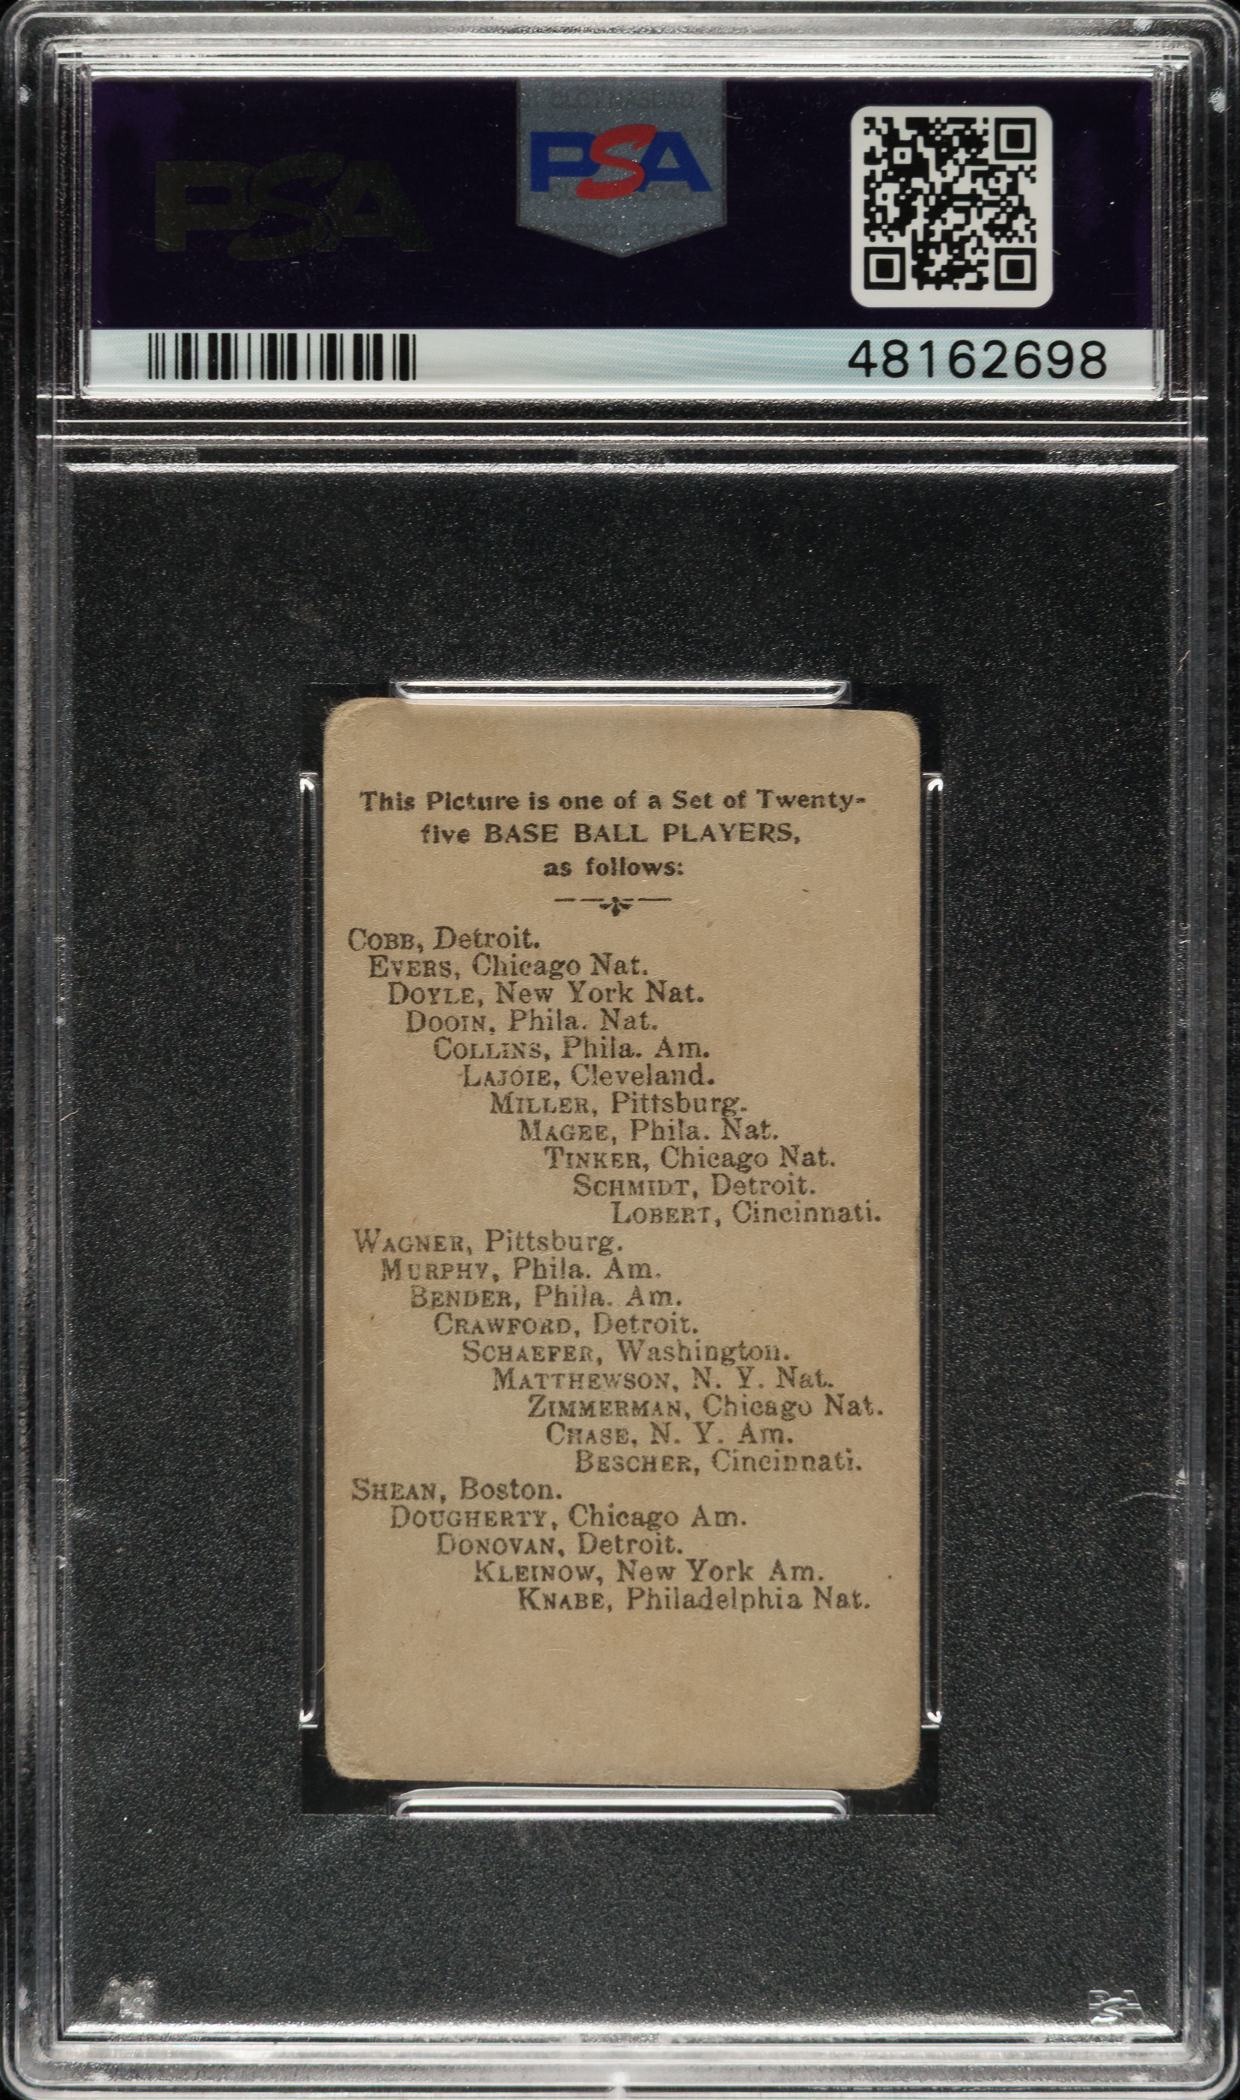 PSA
PSA
48162698
This Picture is one of a Set of Twenty-
five BASE BALL PLAYERS,
as follows:
COBB, Detroit.
EVERS, Chicago Nat.
DOYLE, New York Nat.
DOOIN, Phila. Nat.
COLLINS, Phila. Am.
LAJOIE, Cleveland.
MILLER, Pittsburg.
MAGEE, Phila. Nat.
TINKER, Chicago Nat.
SCHMIDT, Detroit.
LOBERT, Cincinnati.
WAGNER, Pittsburg.
MURPHY, Phila. Am.
BENDER, Phila. Am.
CRAWFORD, Detroit.
SCHAEFER, Washington.
MATTHEWSON, N. Y. Nat.
ZIMMERMAN, Chicago Nat.
CHASE, N. Y. Am.
BESCHER, Cincinnati.
SHEAN, Boston.
DOUGHERTY, Chicago Am.
DONOVAN, Detroit.
KLEINOW, New York Am.
KNABE, Philadelphia Nat.
PSA